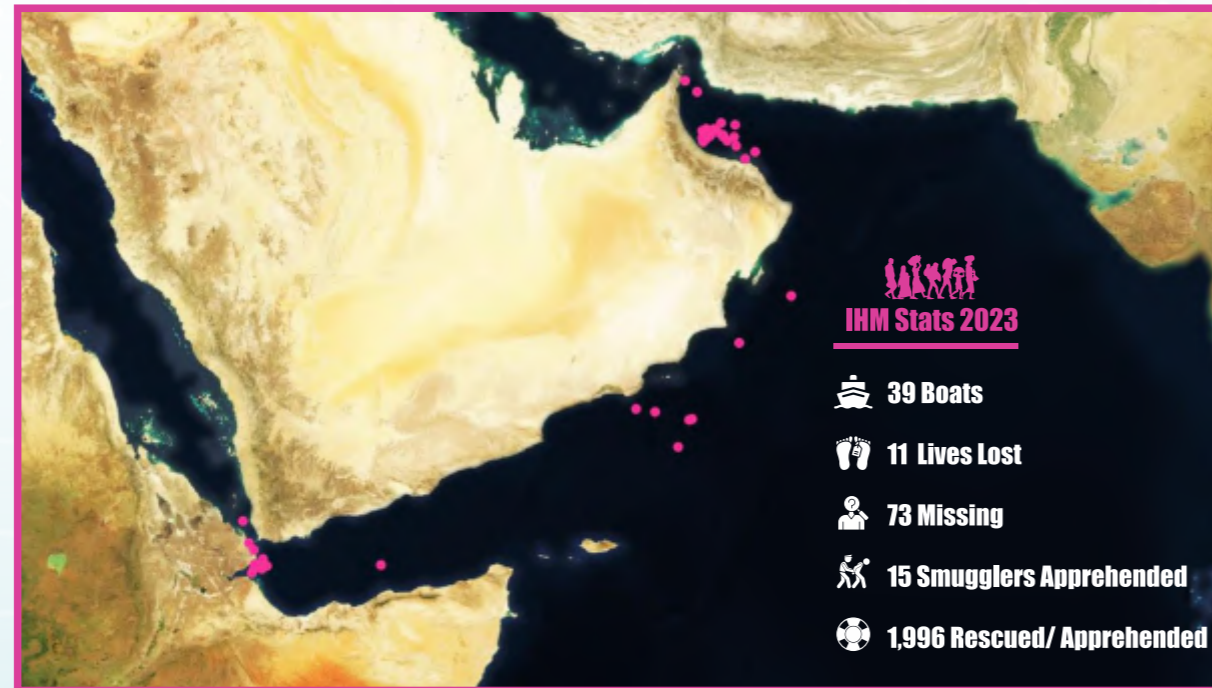 IHM Stats 2023
39 Boats
11 Lives Lost
73 Missing
15 Smugglers Apprehended
1,996 Rescued/ Apprehended